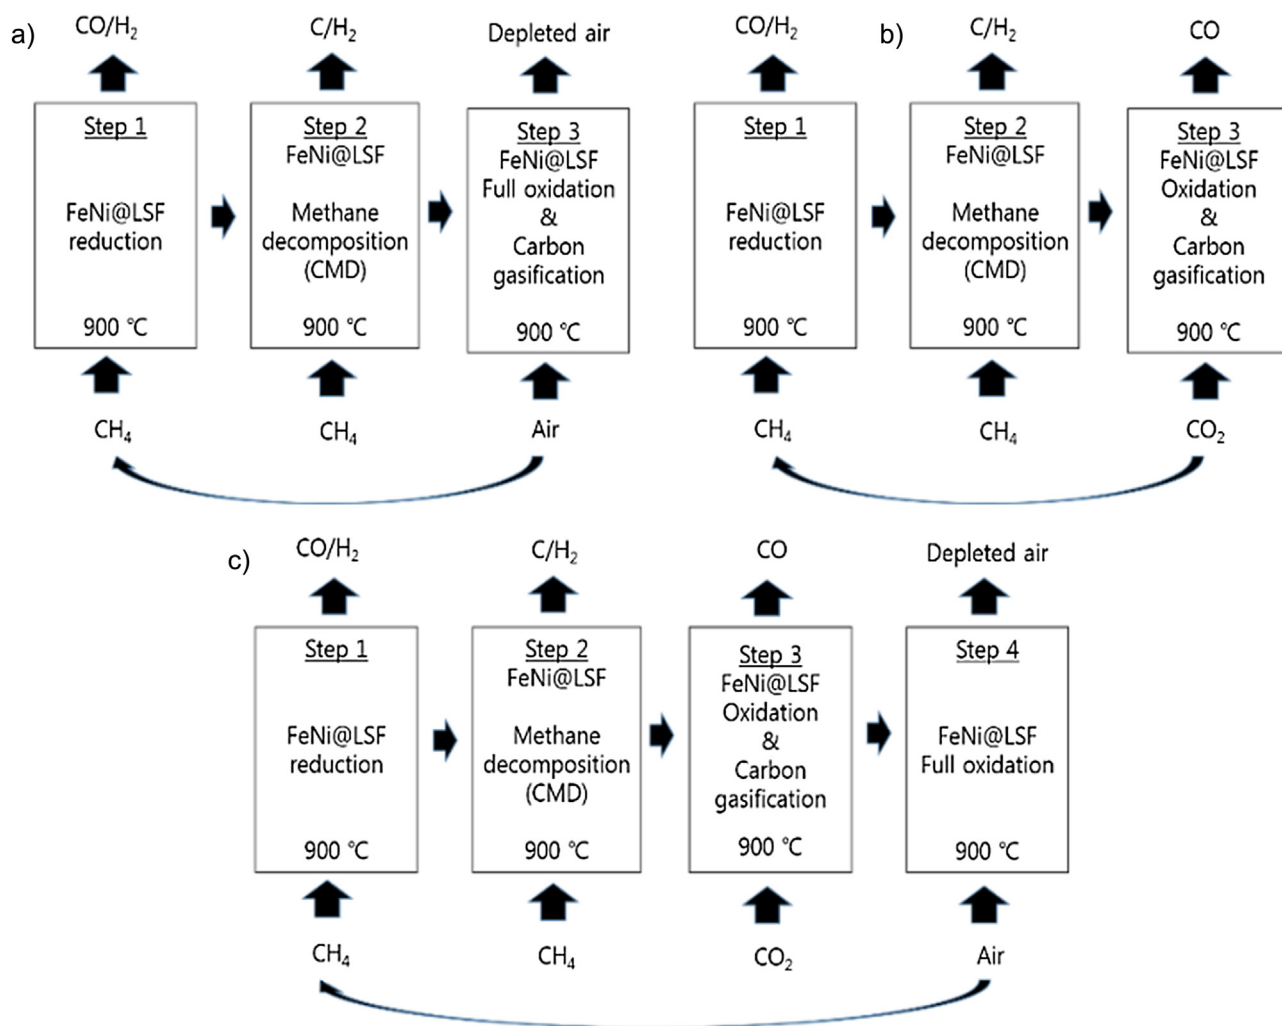 a)
CO/H₂
C/H₂
Depleted air
Step 1
FeNi@LSF
reduction
900 ℃
Step 2
FeNi@LSF
Methane
decomposition
(CMD)
900 ℃
Step 3
FeNi@LSF
Full oxidation
&
Carbon
gasification
900 ℃
CH₄
CH₄
Air
b)
CO/H₂
C/H₂
CO
Step 1
FeNi@LSF
reduction
900 ℃
Step 2
FeNi@LSF
Methane
decomposition
(CMD)
900 ℃
Step 3
FeNi@LSF
Oxidation
&
Carbon
gasification
900 ℃
CH₄
CH₄
CO₂
c)
CO/H₂
C/H₂
CO
Depleted air
Step 1
FeNi@LSF
reduction
900 ℃
Step 2
FeNi@LSF
Methane
decomposition
(CMD)
900 ℃
Step 3
FeNi@LSF
Oxidation
&
Carbon
gasification
900 ℃
Step 4
FeNi@LSF
Full oxidation
900 ℃
CH₄
CH₄
CO₂
Air